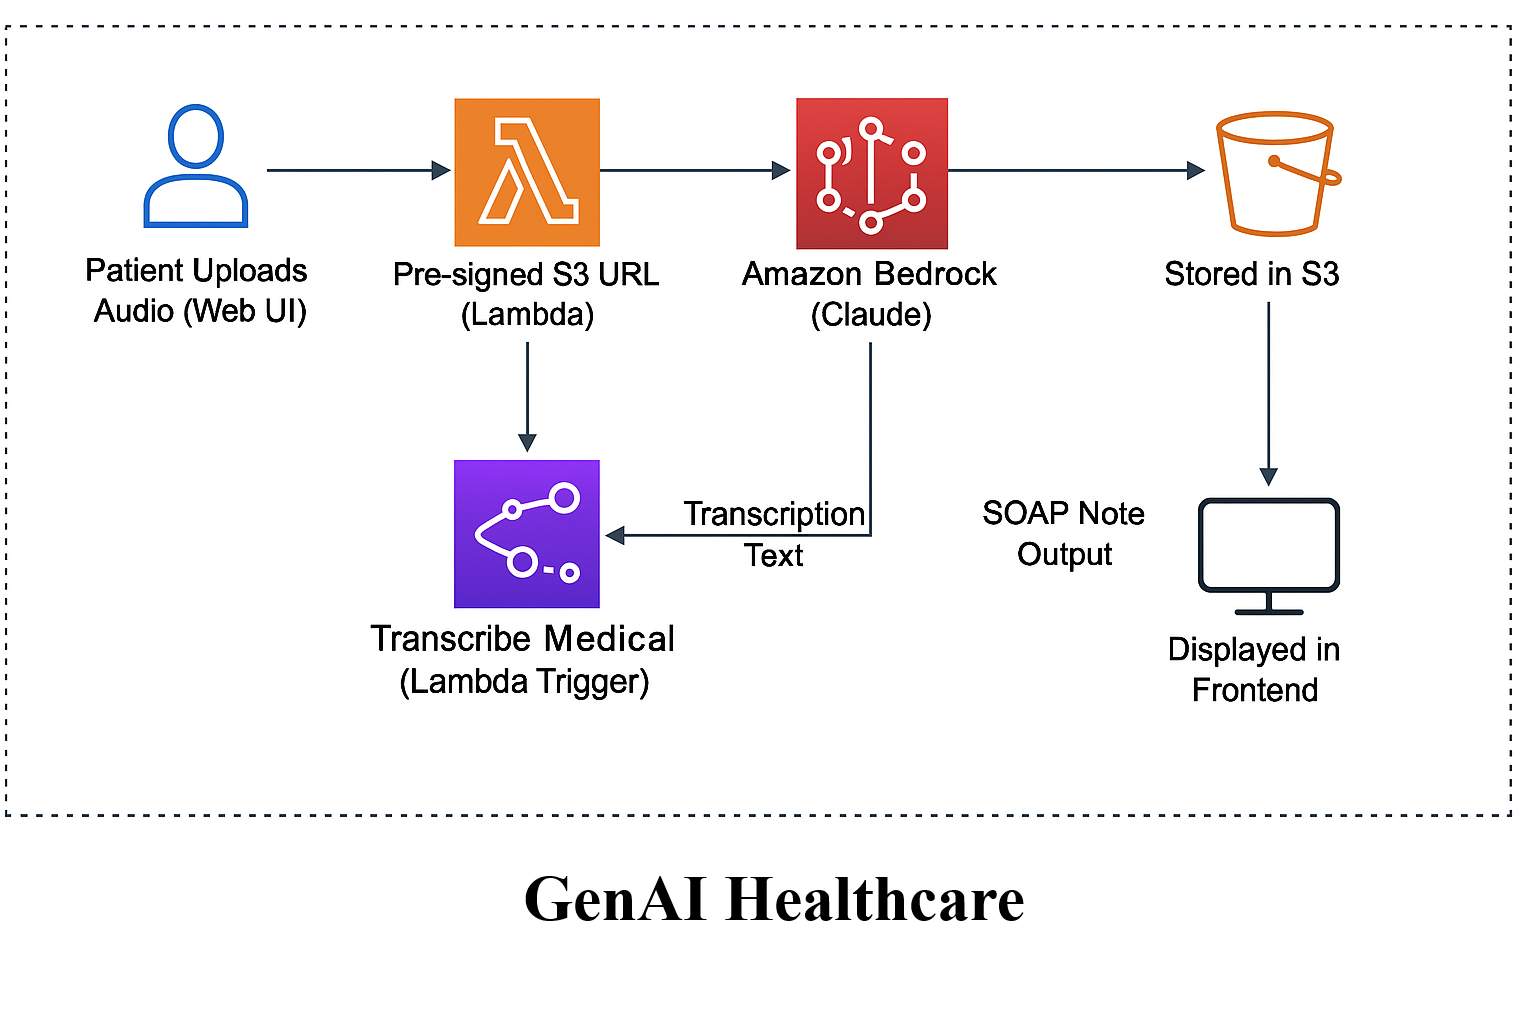 Patient Uploads
Audio (Web UI)
Pre-signed S3 URL
(Lambda)
Amazon Bedrock
(Claude)
Stored in S3
Transcription
Text
SOAP Note
Output
Transcribe Medical
(Lambda Trigger)
Displayed in
Frontend
GenAI Healthcare